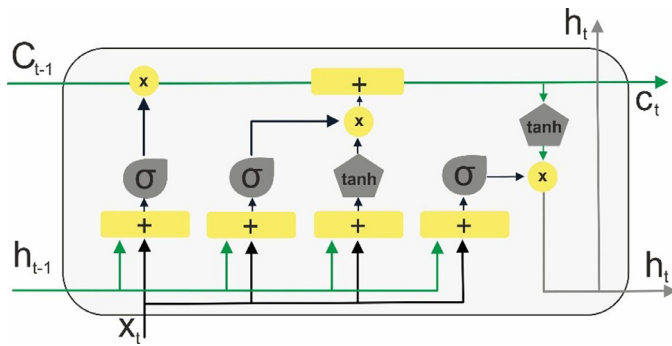 h_t
C_t-1
x
+
c_t
x
tanh
σ
σ
tanh
σ
x
+
+
+
+
h_t-1
h_t
x_t